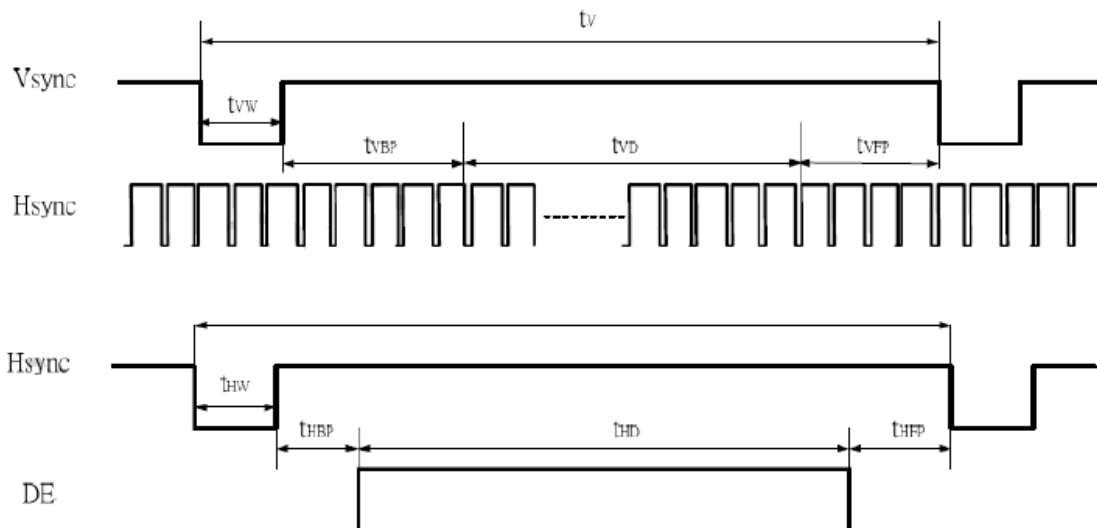 tV
Vsync
tVW
tVBP
tVD
tVFP
Hsync
Hsync
tHW
tHBP
tHD
tHFP
DE